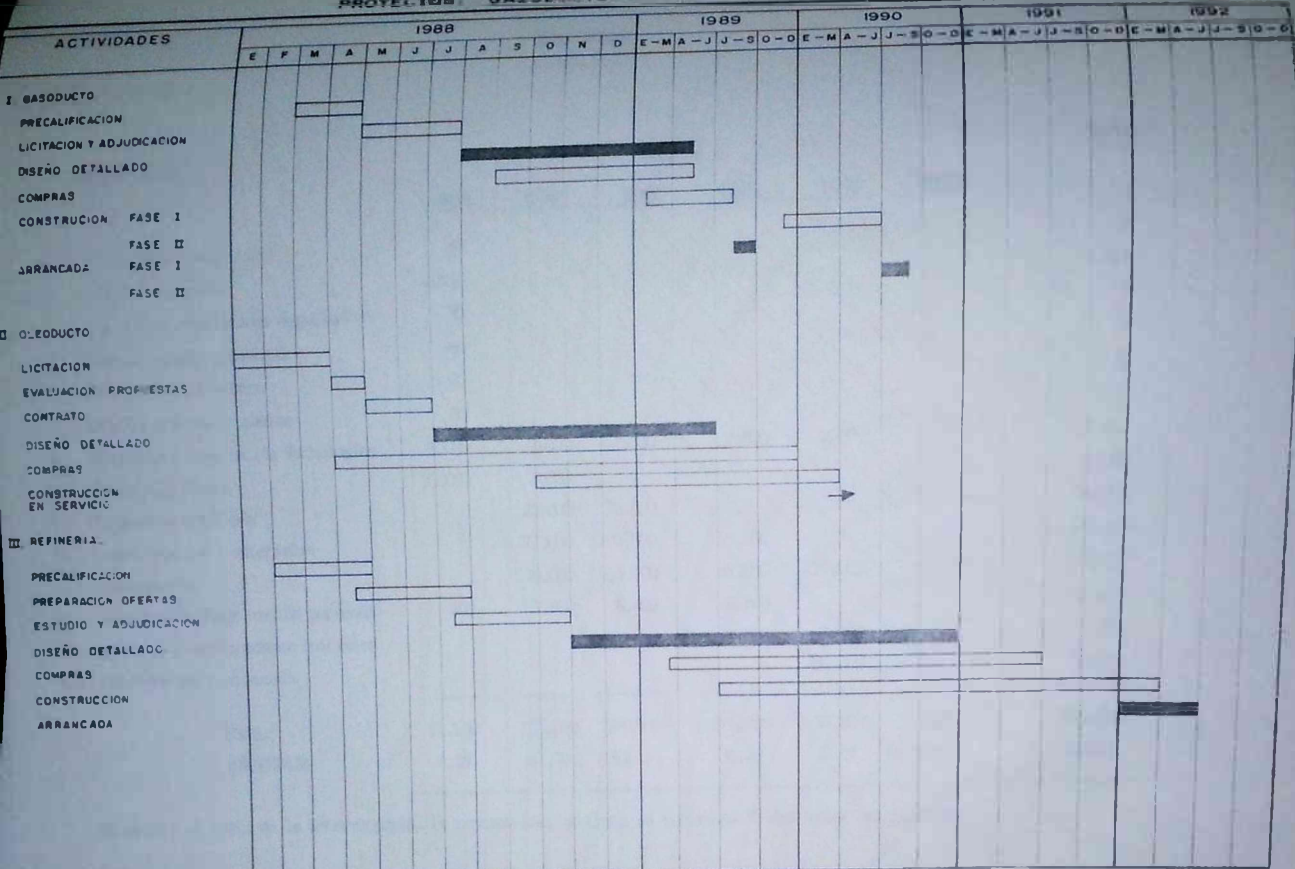 PROYECTOS:
ACTIVIDADES
1988 1989 1990 1991 1992
E F M A M J J A S O N D E-M A-J J-S O-D E-M A-J J-S O-D E-M A-J J-S O-D E-M A-J J-S O-D
I GASODUCTO
PRECALIFICACION
LICITACION Y ADJUDICACION
DISEÑO DETALLADO
COMPRAS
CONSTRUCION FASE I
FASE II
ARRANCADA FASE I
FASE II
II OLEODUCTO
LICITACION
EVALUACION PROPUESTAS
CONTRATO
DISEÑO DETALLADO
COMPRAS
CONSTRUCCION
EN SERVICIO
III REFINERIA
PRECALIFICACION
PREPARACION OFERTAS
ESTUDIO Y ADJUDICACION
DISEÑO DETALLADO
COMPRAS
CONSTRUCCION
ARRANCADA